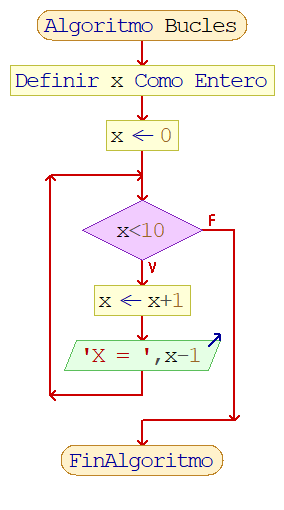 Algoritmo Bucles
Definir x Como Entero
x ← 0
x<10
F
V
x ← x+1
'X = ',x-1
FinAlgoritmo